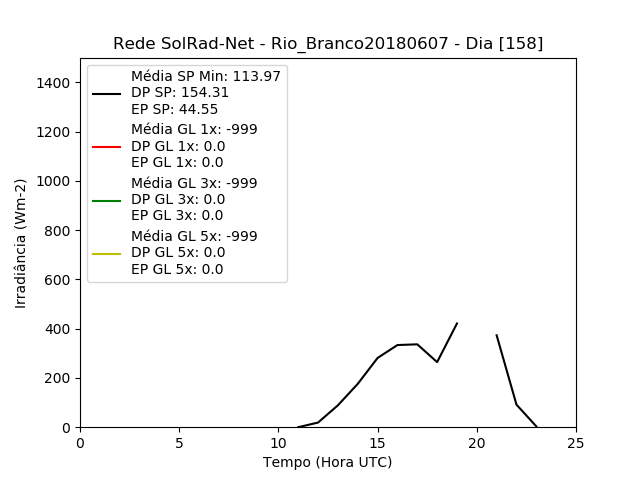 Rede SolRad-Net - Rio_Branco20180607 - Dia [158]
Média SP Min: 113.97
DP SP: 154.31
EP SP: 44.55
Média GL 1x: -999
DP GL 1x: 0.0
EP GL 1x: 0.0
Média GL 3x: -999
DP GL 3x: 0.0
EP GL 3x: 0.0
Média GL 5x: -999
DP GL 5x: 0.0
EP GL 5x: 0.0
Irradiância (Wm-2)
1400
1200
1000
800
600
400
200
0
0 5 10 15 20 25
Tempo (Hora UTC)